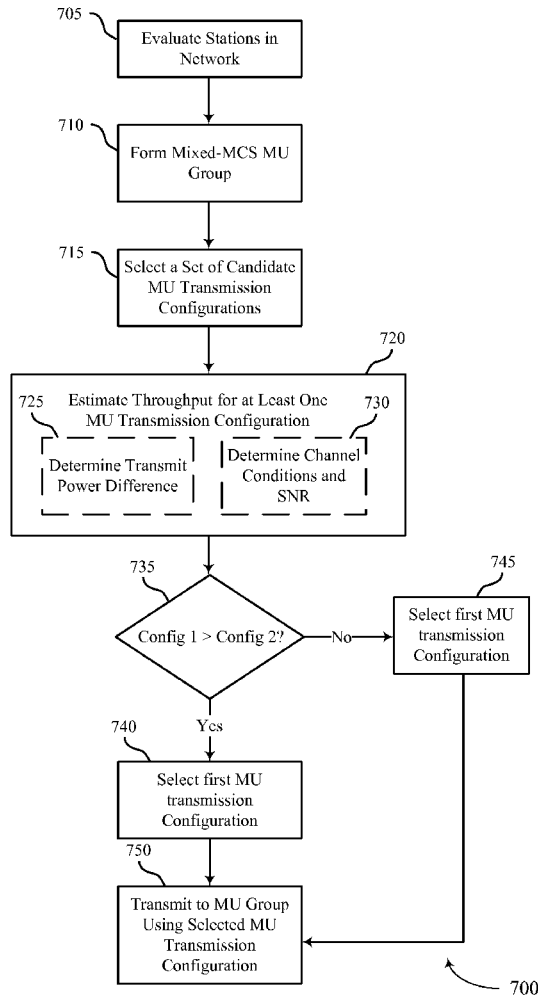 705
Evaluate Stations in
Network
710
Form Mixed-MCS MU
Group
715
Select a Set of Candidate
MU Transmission
Configurations
720
Estimate Throughput for at Least One
MU Transmission Configuration
725
730
Determine Transmit
Power Difference
Determine Channel
Conditions and
SNR
735
745
Config 1 > Config 2?
No
Select first MU
transmission
Configuration
Yes
740
Select first MU
transmission
Configuration
750
Transmit to MU Group
Using Selected MU
Transmission
Configuration
700